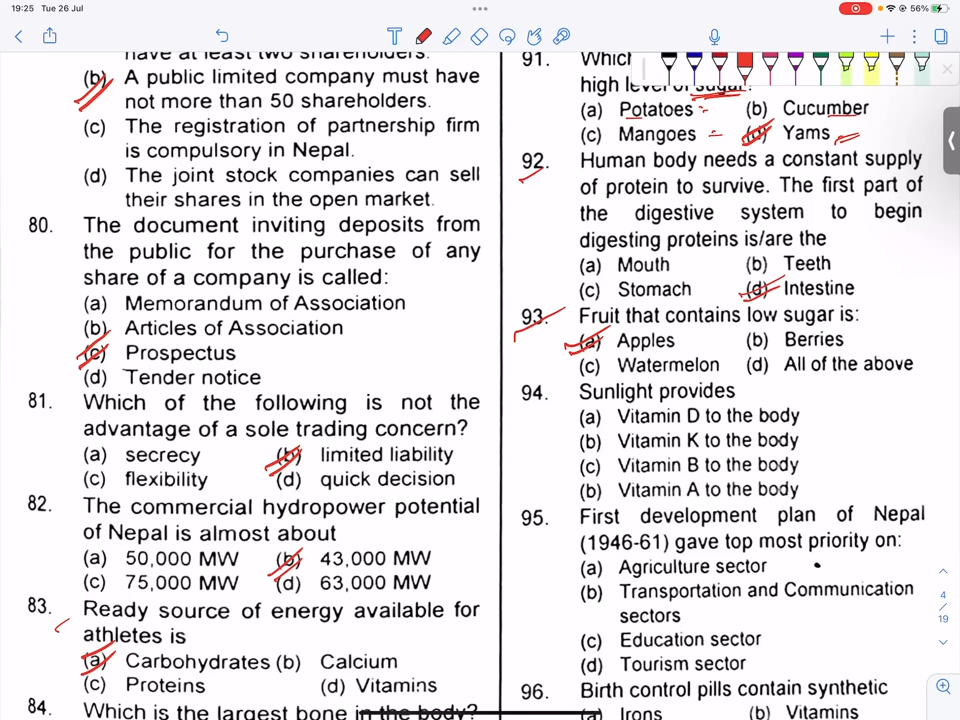 19:25 Tue 26 Jul
56%
have at least two shareholders.
(b) A public limited company must have
not more than 50 shareholders.
(c) The registration of partnership firm
is compulsory in Nepal.
(d) The joint stock companies can sell
their shares in the open market.
80. The document inviting deposits from
the public for the purchase of any
share of a company is called:
(a) Memorandum of Association
(b) Articles of Association
(c) Prospectus
(d) Tender notice
81. Which of the following is not the
advantage of a sole trading concern?
(a) secrecy (b) limited liability
(c) flexibility (d) quick decision
82. The commercial hydropower potential
of Nepal is almost about
(a) 50,000 MW (b) 43,000 MW
(c) 75,000 MW (d) 63,000 MW
83. Ready source of energy available for
athletes is
(a) Carbohydrates (b) Calcium
(c) Proteins (d) Vitamins
84. Which is the largest bone in the body?
91. Which
high level of sugar?
(a) Potatoes (b) Cucumber
(c) Mangoes (d) Yams
92. Human body needs a constant supply
of protein to survive. The first part of
the digestive system to begin
digesting proteins is/are the
(a) Mouth (b) Teeth
(c) Stomach (d) Intestine
93. Fruit that contains low sugar is:
(a) Apples (b) Berries
(c) Watermelon (d) All of the above
94. Sunlight provides
(a) Vitamin D to the body
(b) Vitamin K to the body
(c) Vitamin B to the body
(b) Vitamin A to the body
95. First development plan of Nepal
(1946-61) gave top most priority on:
(a) Agriculture sector
(b) Transportation and Communication
sectors
(c) Education sector
(d) Tourism sector
96. Birth control pills contain synthetic
(a) Irons (b) Vitamins
4
/
19